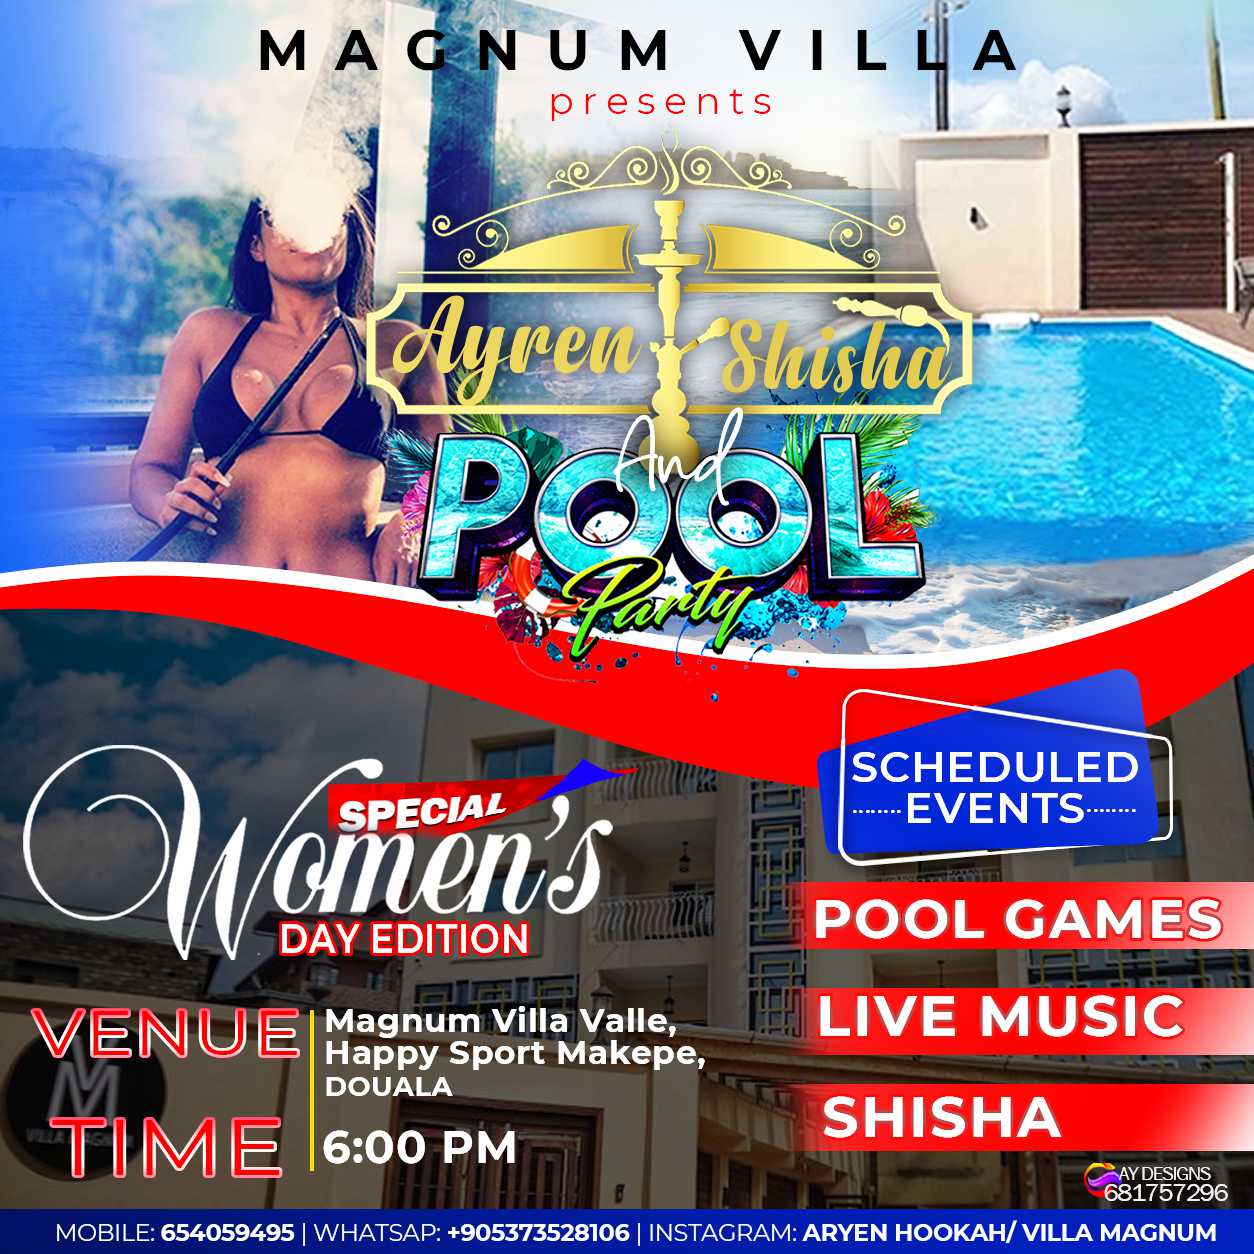 MAGNUM VILLA
presents
Ayren Shisha
And
POOL
Party
SPECIAL
Women's
DAY EDITION
SCHEDULED
EVENTS
POOL GAMES
LIVE MUSIC
SHISHA
VENUE
Magnum Villa Valle,
Happy Sport Makepe,
DOUALA
TIME
6:00 PM
AY DESIGNS
681757296
MOBILE: 654059495 | WHATSAP: +905373528106 | INSTAGRAM: ARYEN HOOKAH/ VILLA MAGNUM